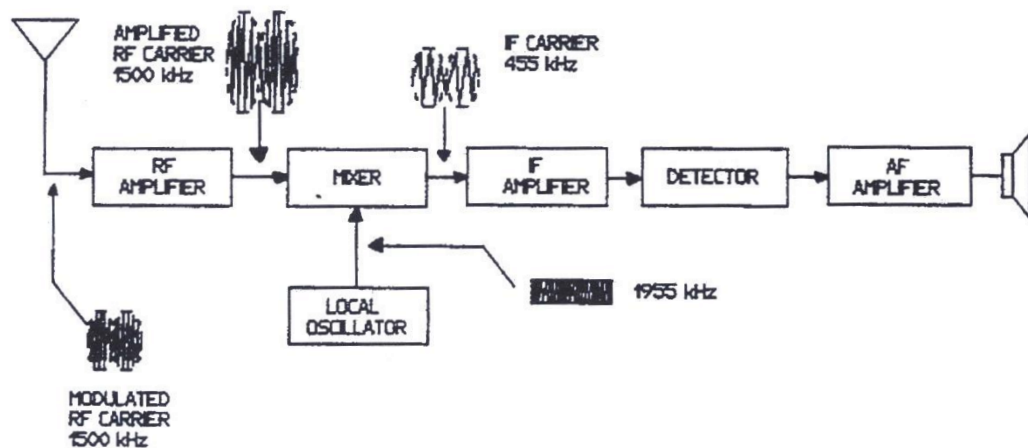 AMPLIFIED
RF CARRIER
1500 kHz
IF CARRIER
455 kHz
RF
AMPLIFIER
MIXER
IF
AMPLIFIER
DETECTOR
AF
AMPLIFIER
LOCAL
OSCILLATOR
1955 kHz
MODULATED
RF CARRIER
1500 kHz